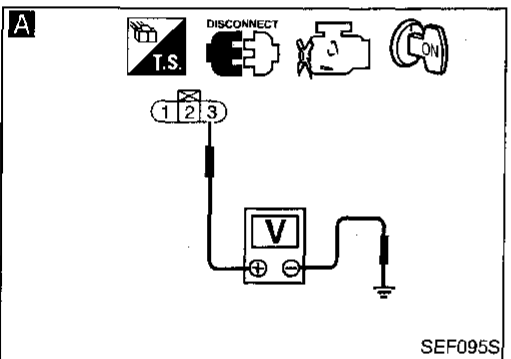 A
DISCONNECT
T.S.
ON
1 2 3
V
+ -
SEF095S